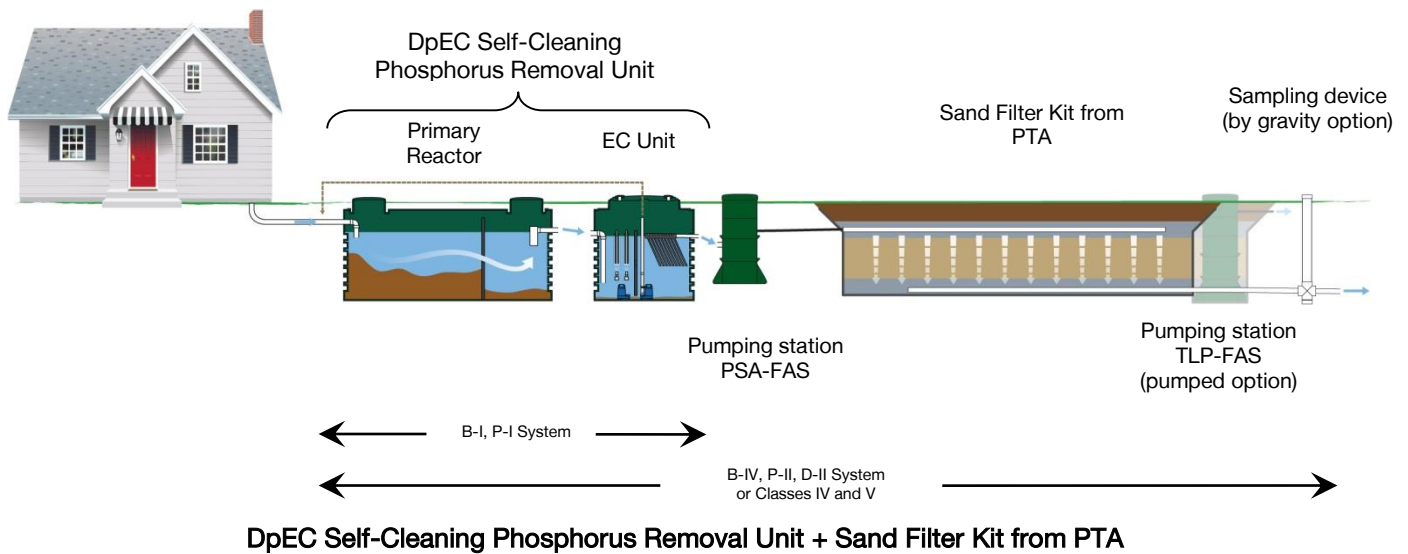 DpEC Self-Cleaning
Phosphorus Removal Unit
Primary
Reactor
EC Unit
Sand Filter Kit from
PTA
Sampling device
(by gravity option)
Pumping station
PSA-FAS
Pumping station
TLP-FAS
(pumped option)
B-I, P-I System
B-IV, P-II, D-II System
or Classes IV and V
DpEC Self-Cleaning Phosphorus Removal Unit + Sand Filter Kit from PTA